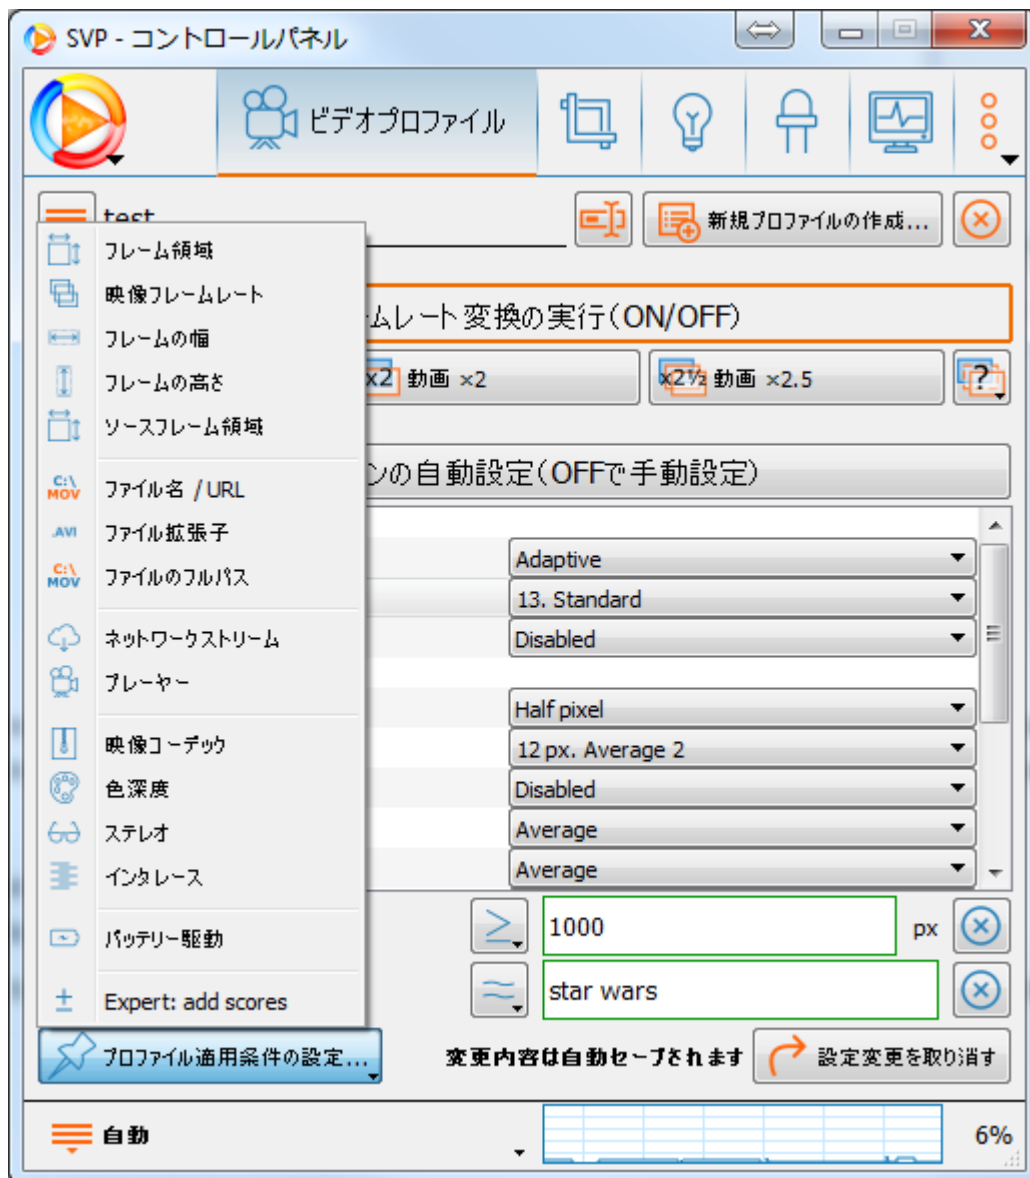 SVP - コントロールパネル
ビデオプロファイル
test
新規プロファイルの作成...
ムレート変換の実行(ON/OFF)
x2 動画 ×2
x2½ 動画 ×2.5
?
ンの自動設定(OFFで手動設定)
Adaptive
13. Standard
Disabled
Half pixel
12 px. Average 2
Disabled
Average
Average
フレーム領域
映像フレームレート
フレームの幅
フレームの高さ
ソースフレーム領域
C:\
MOV
ファイル名 / URL
.AVI
ファイル拡張子
C:\
MOV
ファイルのフルパス
ネットワークストリーム
プレーヤー
映像コーデック
色深度
ステレオ
インタレース
バッテリー駆動
Expert: add scores
≥ 1000 px
≈ star wars
プロファイル適用条件の設定...
変更内容は自動セーブされます
設定変更を取り消す
自動
6%